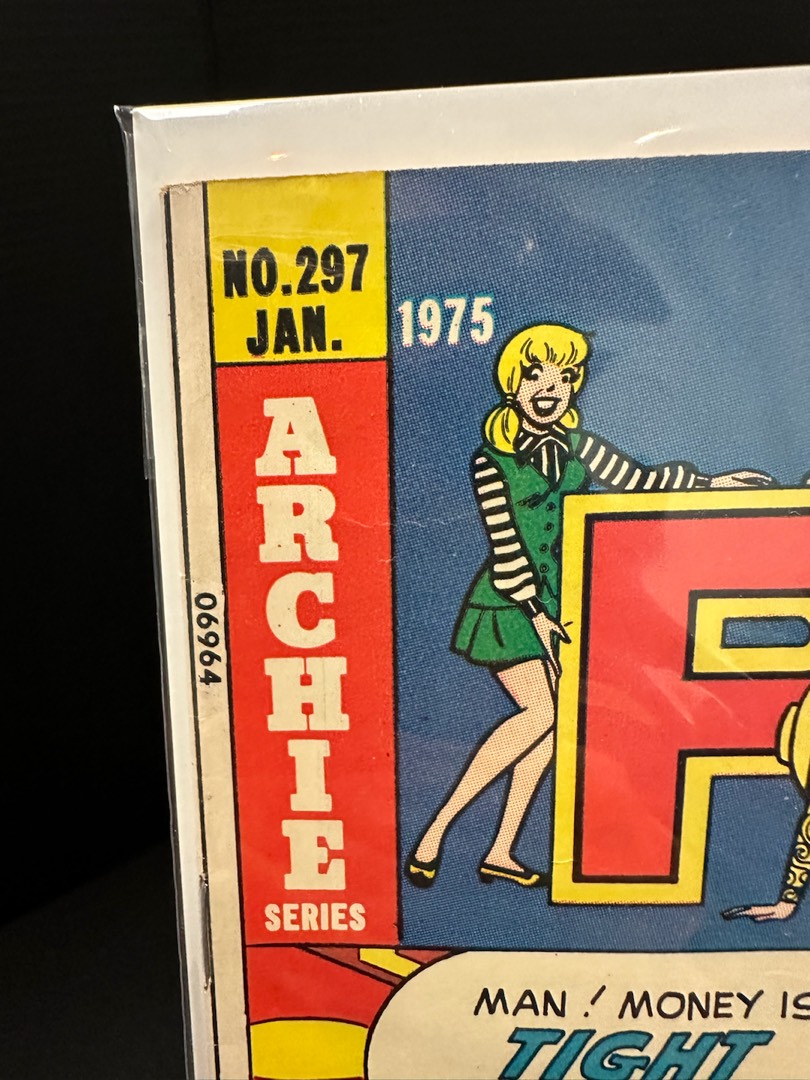 NO.297
JAN.
1975
ARCHIE
SERIES
06964
MAN! MONEY IS
TIGHT